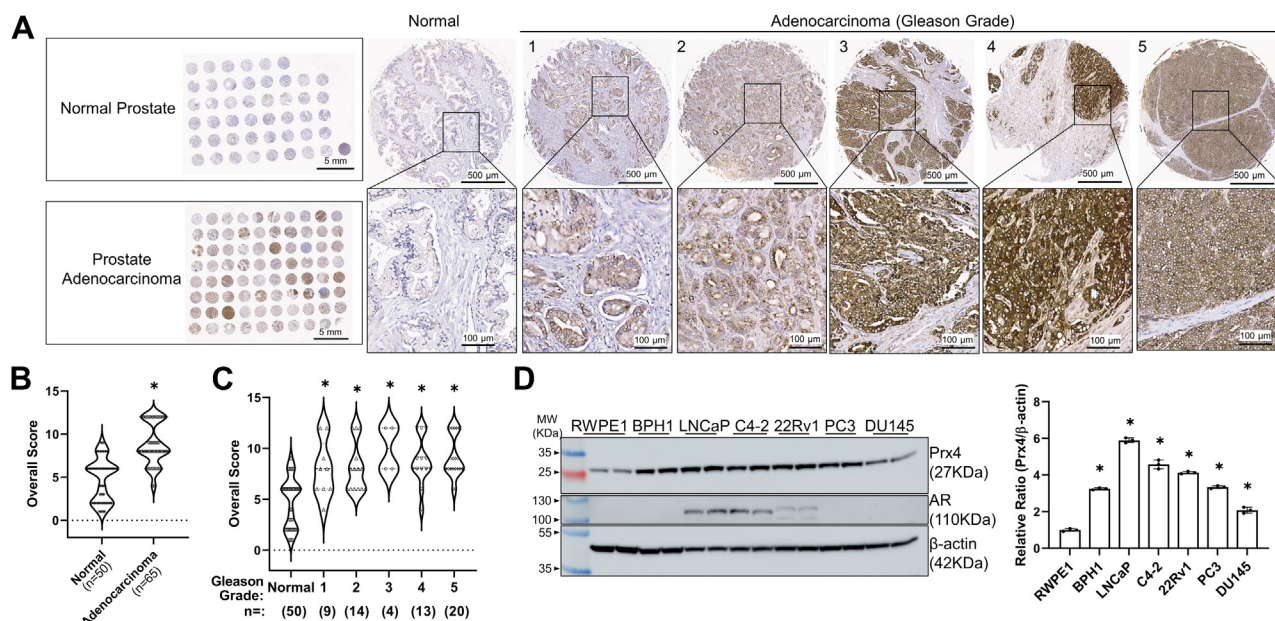 A
Normal
Adenocarcinoma (Gleason Grade)
1
2
3
4
5
Normal Prostate
5 mm
500 µm
500 µm
500 µm
500 µm
500 µm
500 µm
Prostate
Adenocarcinoma
5 mm
100 µm
100 µm
100 µm
100 µm
100 µm
100 µm
B
Overall Score
15
10
5
0
*
Normal
(n=50)
Adenocarcinoma
(n=65)
C
Overall Score
15
10
5
0
* * * * *
Gleason Grade: Normal 1 2 3 4 5
n=: (50) (9) (14) (4) (13) (20)
D
MW
(KDa)
RWPE1 BPH1 LNCaP C4-2 22Rv1 PC3 DU145
35
25
Prx4
(27KDa)
130
100
AR
(110KDa)
55
35
β-actin
(42KDa)
Relative Ratio (Prx4/β-actin)
8
6
4
2
0
* * * * * *
RWPE1
BPH1
LNCaP
C4-2
22Rv1
PC3
DU145